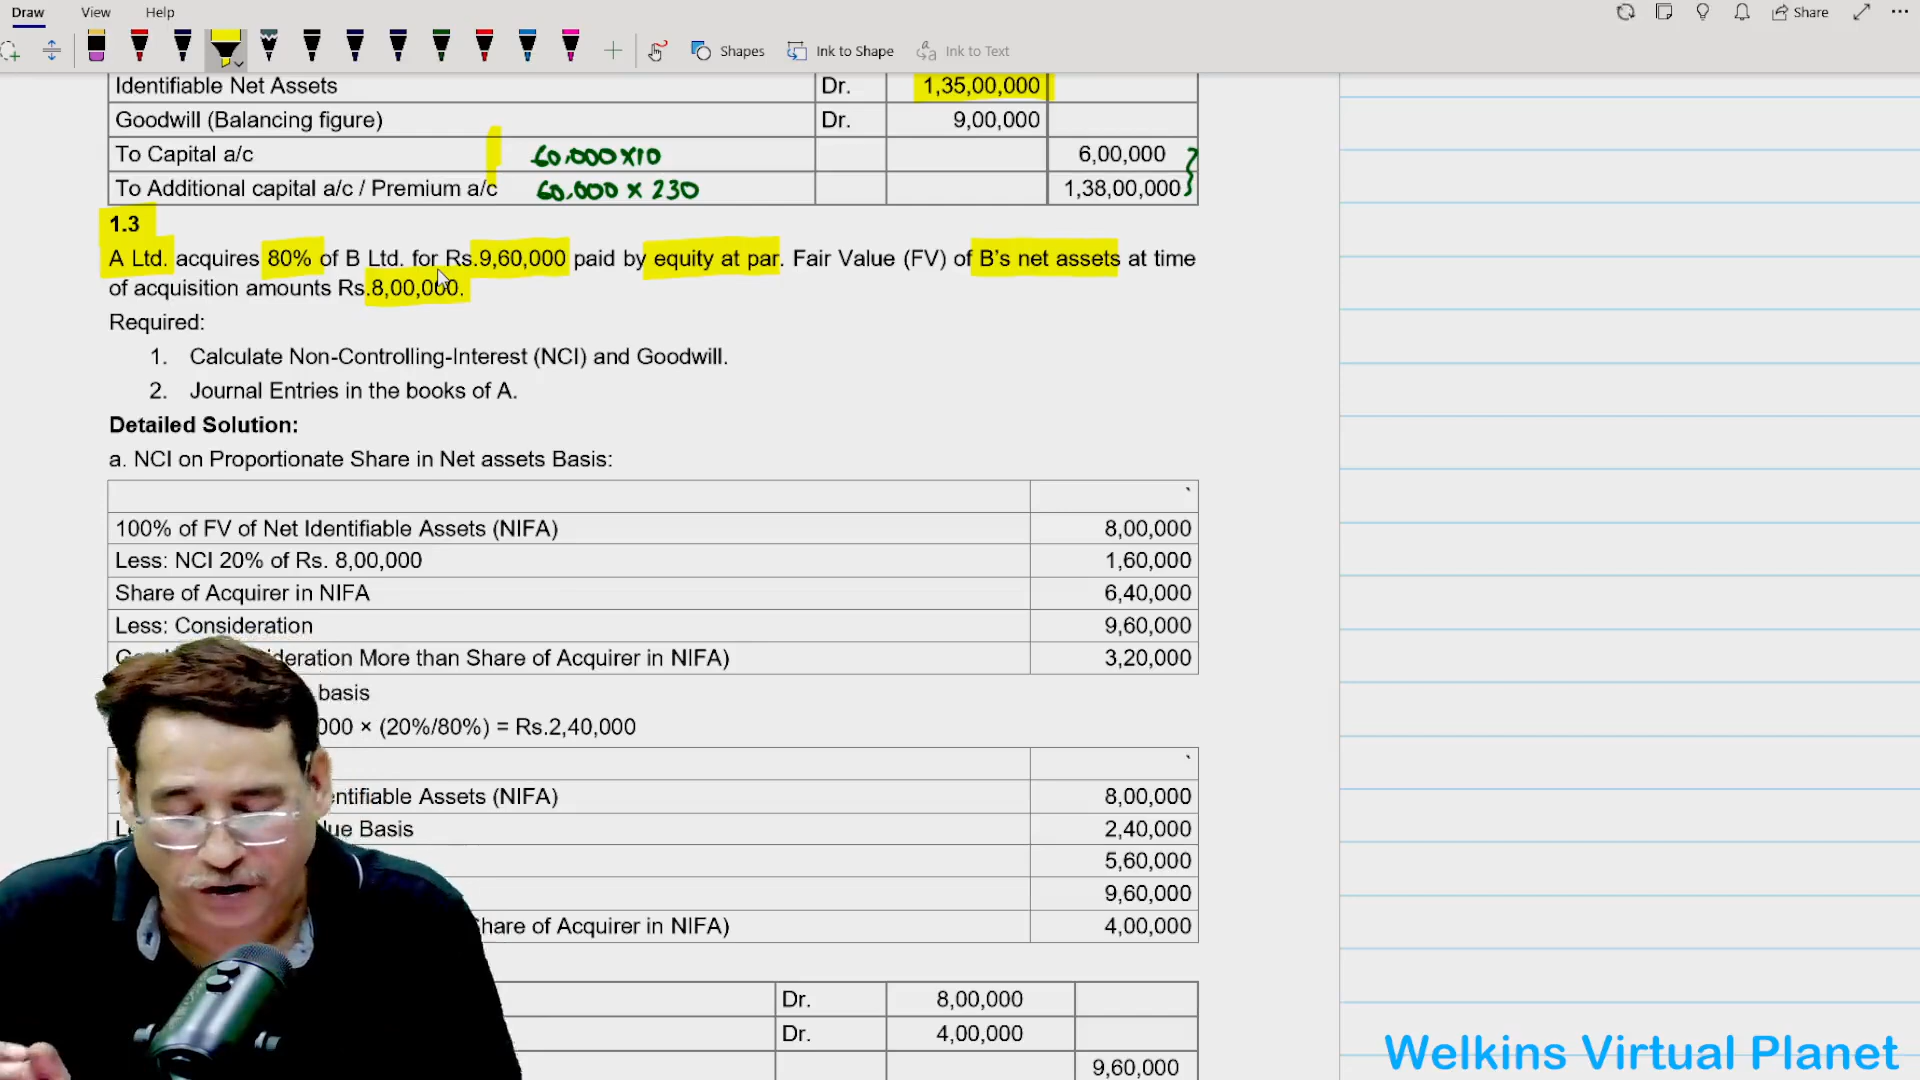 Draw View Help
Shapes Ink to Shape Ink to Text Share
Identifiable Net Assets Dr. 1,35,00,000
Goodwill (Balancing figure) Dr. 9,00,000
To Capital a/c 60,000 × 10 6,00,000
To Additional capital a/c / Premium a/c 60,000 × 230 1,38,00,000
1.3
A Ltd. acquires 80% of B Ltd. for Rs.9,60,000 paid by equity at par. Fair Value (FV) of B's net assets at time
of acquisition amounts Rs.8,00,000.
Required:
1. Calculate Non-Controlling-Interest (NCI) and Goodwill.
2. Journal Entries in the books of A.
Detailed Solution:
a. NCI on Proportionate Share in Net assets Basis:
`
100% of FV of Net Identifiable Assets (NIFA) 8,00,000
Less: NCI 20% of Rs. 8,00,000 1,60,000
Share of Acquirer in NIFA 6,40,000
Less: Consideration 9,60,000
More than Share of Acquirer in NIFA) 3,20,000
basis
000 × (20%/80%) = Rs.2,40,000
`
Assets (NIFA) 8,00,000
Basis 2,40,000
5,60,000
9,60,000
Share of Acquirer in NIFA) 4,00,000
Dr. 8,00,000
Dr. 4,00,000
9,60,000
Welkins Virtual Planet